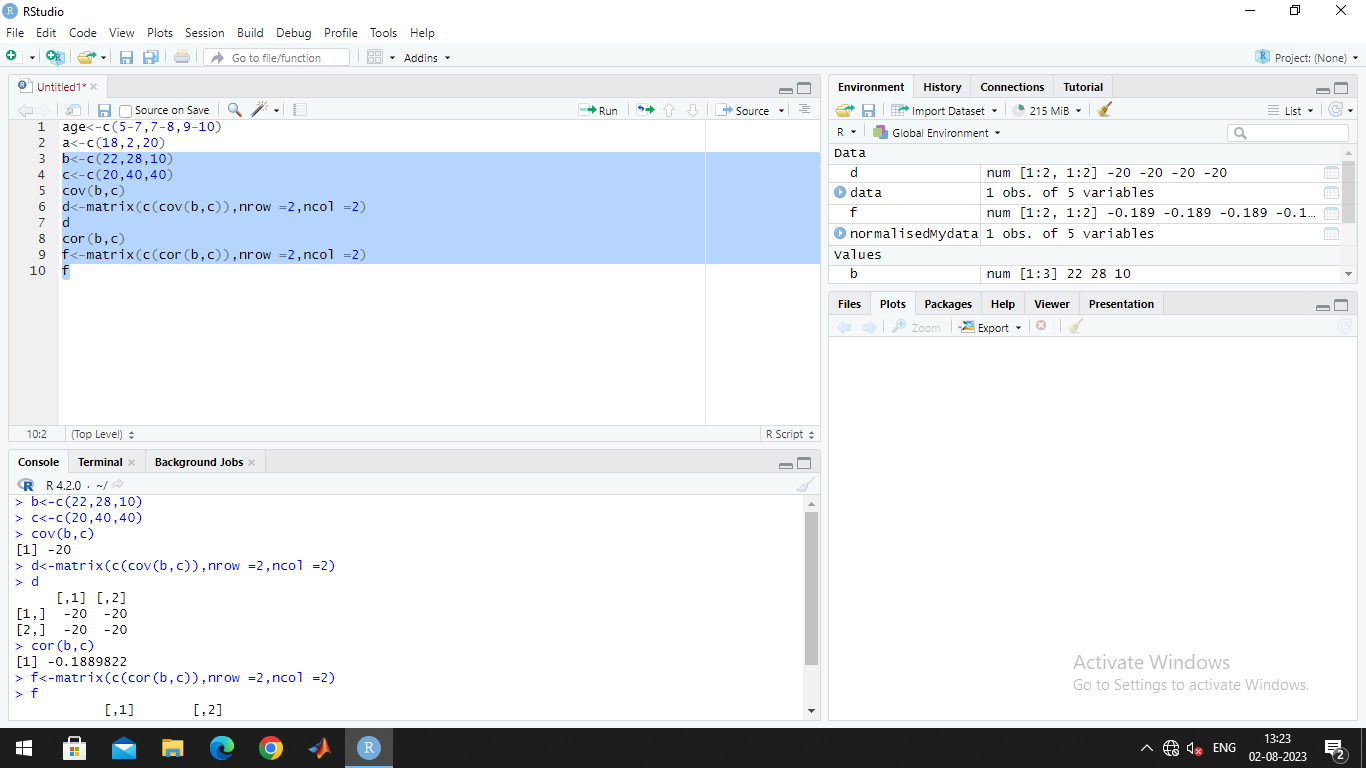 RStudio
File Edit Code View Plots Session Build Debug Profile Tools Help
Go to file/function Addins Project: (None)
Untitled1*
Source on Save Run Source
1 age<-c(5-7,7-8,9-10)
2 a<-c(18,2,20)
3 b<-c(22,28,10)
4 c<-c(20,40,40)
5 cov(b,c)
6 d<-matrix(c(cov(b,c)),nrow =2,ncol =2)
7 d
8 cor(b,c)
9 f<-matrix(c(cor(b,c)),nrow =2,ncol =2)
10 f
10:2 (Top Level) R Script
Console Terminal Background Jobs
R 4.2.0 · ~/
> b<-c(22,28,10)
> c<-c(20,40,40)
> cov(b,c)
[1] -20
> d<-matrix(c(cov(b,c)),nrow =2,ncol =2)
> d
[,1] [,2]
[1,] -20 -20
[2,] -20 -20
> cor(b,c)
[1] -0.1889822
> f<-matrix(c(cor(b,c)),nrow =2,ncol =2)
> f
[,1] [,2]
Environment History Connections Tutorial
Import Dataset 215 MiB List
R Global Environment
Data
d num [1:2, 1:2] -20 -20 -20 -20
data 1 obs. of 5 variables
f num [1:2, 1:2] -0.189 -0.189 -0.189 -0.1...
normalisedMydata 1 obs. of 5 variables
Values
b num [1:3] 22 28 10
Files Plots Packages Help Viewer Presentation
Zoom Export
Activate Windows
Go to Settings to activate Windows.
ENG 13:23
02-08-2023
2